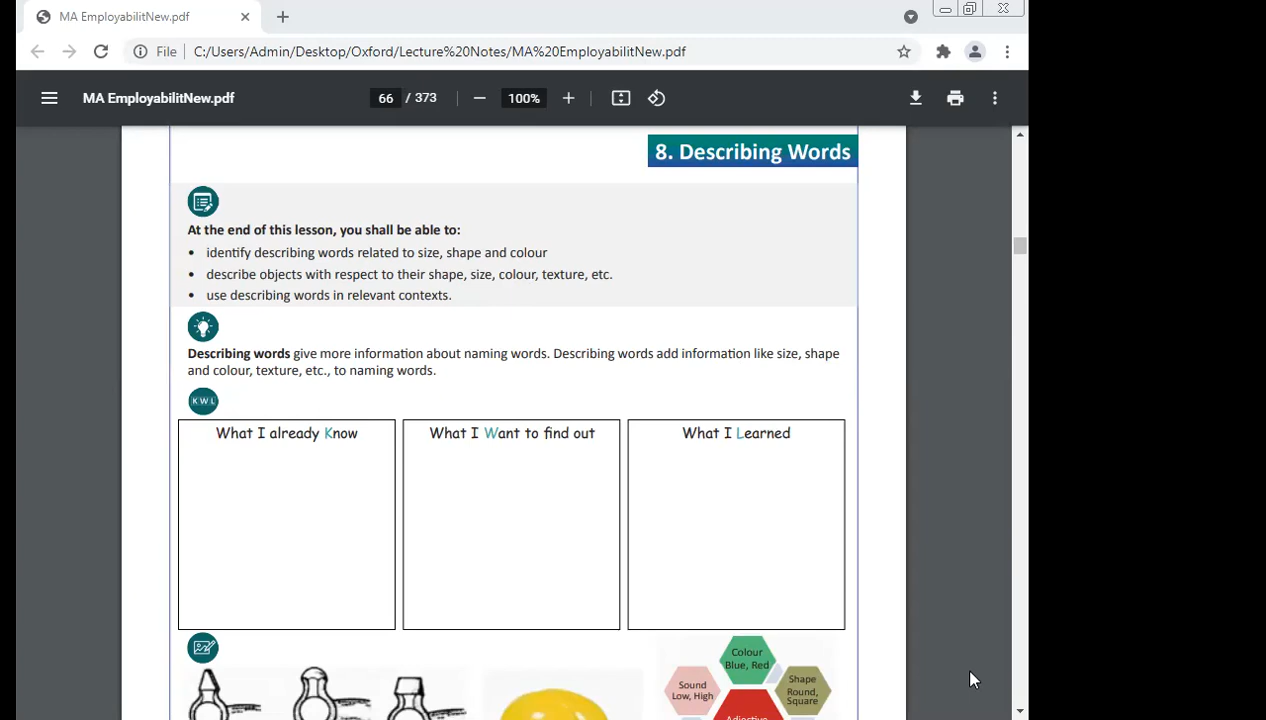 MA EmployabilitNew.pdf
File C:/Users/Admin/Desktop/Oxford/Lecture%20Notes/MA%20EmployabilitNew.pdf
MA EmployabilitNew.pdf 66 / 373 100%
8. Describing Words
At the end of this lesson, you shall be able to:
• identify describing words related to size, shape and colour
• describe objects with respect to their shape, size, colour, texture, etc.
• use describing words in relevant contexts.
Describing words give more information about naming words. Describing words add information like size, shape
and colour, texture, etc., to naming words.
K W L
What I already Know
What I Want to find out
What I Learned
Colour
Blue, Red
Sound
Low, High
Shape
Round,
Square
Adjective